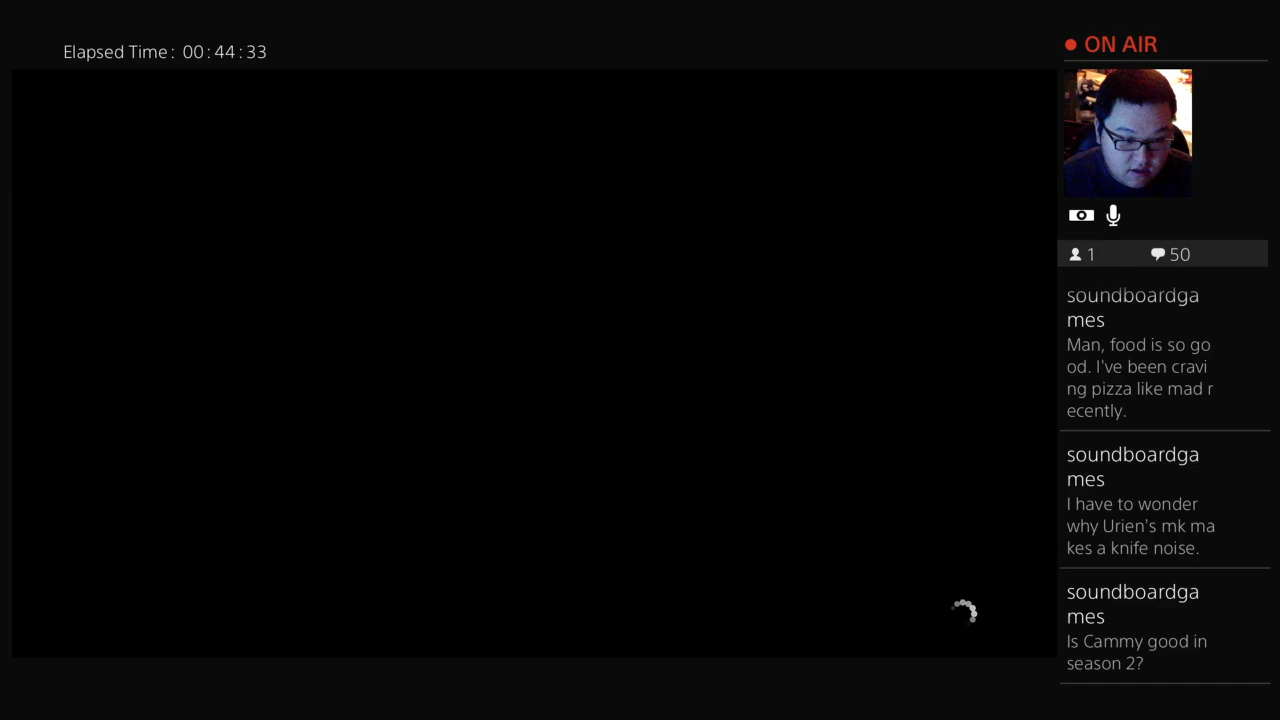 Elapsed Time: 00:44:33
ON AIR
1 50
soundboardga
mes
Man, food is so go
od. I've been cravi
ng pizza like mad r
ecently.
soundboardga
mes
I have to wonder
why Urien's mk ma
kes a knife noise.
soundboardga
mes
Is Cammy good in
season 2?